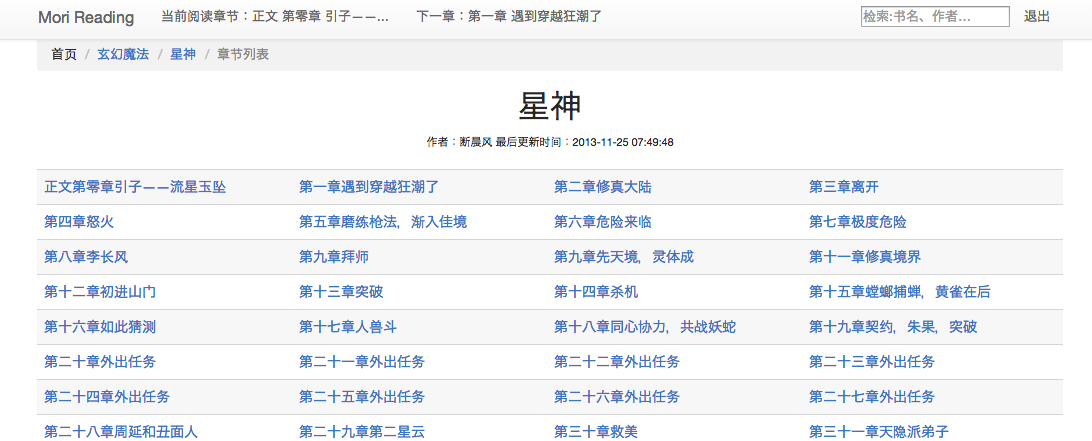 Mori Reading 当前阅读章节：正文 第零章 引子——... 下一章：第一章 遇到穿越狂潮了 检索:书名、作者... 退出
首页 / 玄幻魔法 / 星神 / 章节列表
星神
作者：断晨风 最后更新时间：2013-11-25 07:49:48
正文第零章引子——流星玉坠 第一章遇到穿越狂潮了 第二章修真大陆 第三章离开
第四章怒火 第五章磨练枪法，渐入佳境 第六章危险来临 第七章极度危险
第八章李长风 第九章拜师 第九章先天境，灵体成 第十一章修真境界
第十二章初进山门 第十三章突破 第十四章杀机 第十五章螳螂捕蝉，黄雀在后
第十六章如此猜测 第十七章人兽斗 第十八章同心协力，共战妖蛇 第十九章契约，朱果，突破
第二十章外出任务 第二十一章外出任务 第二十二章外出任务 第二十三章外出任务
第二十四章外出任务 第二十五章外出任务 第二十六章外出任务 第二十七章外出任务
第二十八章周延和丑面人 第二十九章第二星云 第三十章救美 第三十一章天隐派弟子